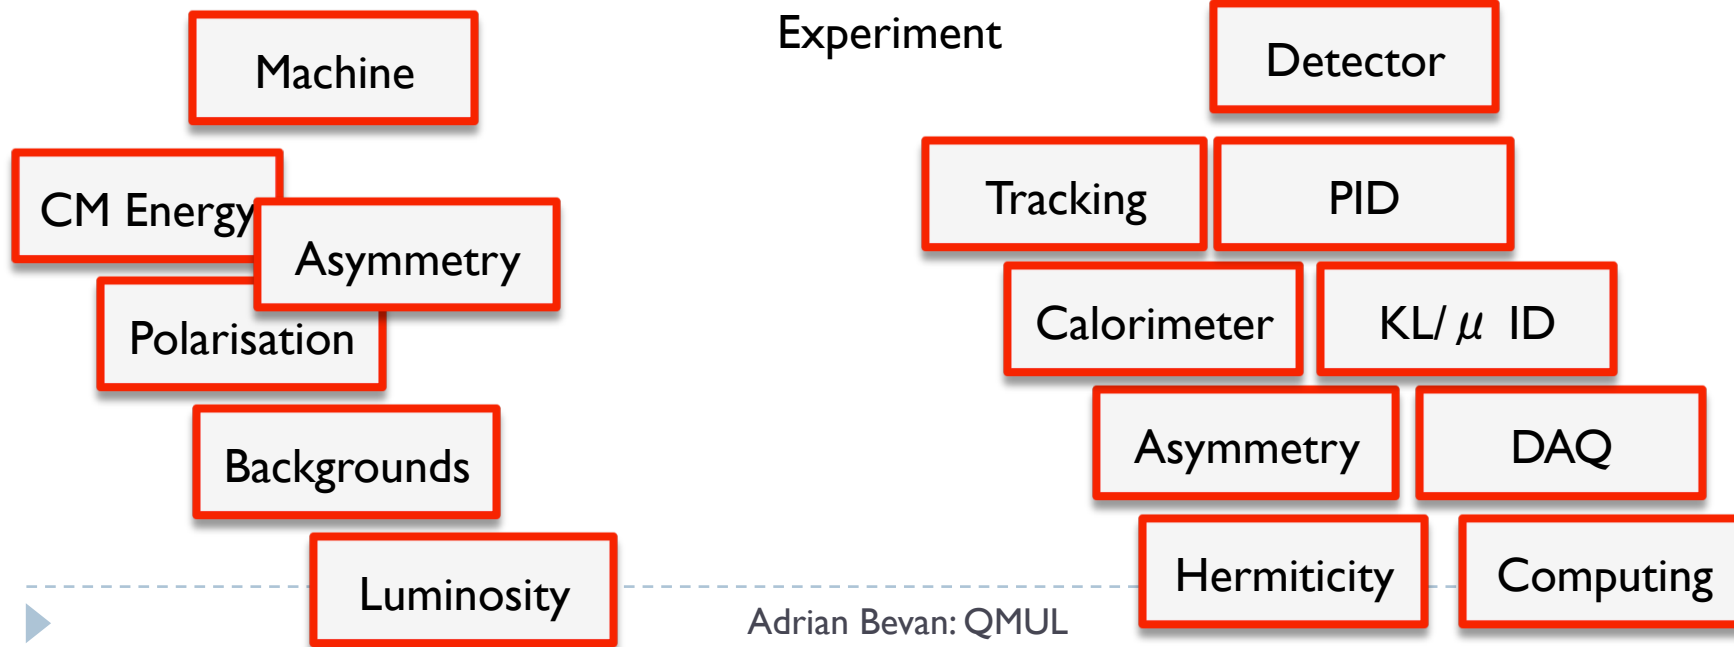 Experiment
Machine
CM Energy
Asymmetry
Polarisation
Backgrounds
Luminosity
Detector
Tracking
PID
Calorimeter
KL/ μ ID
Asymmetry
DAQ
Hermiticity
Computing
Adrian Bevan: QMUL